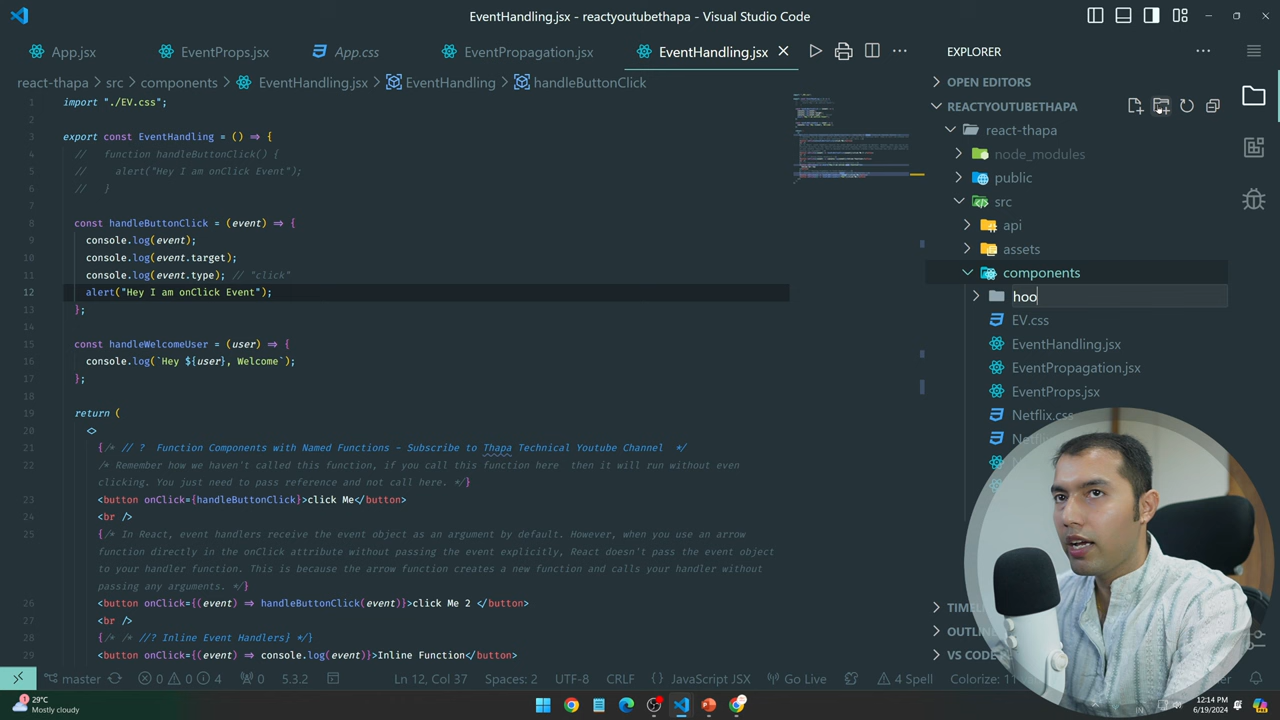 EventHandling.jsx - reactyoutubethapa - Visual Studio Code
App.jsx
EventProps.jsx
App.css
EventPropagation.jsx
EventHandling.jsx
react-thapa > src > components > EventHandling.jsx > EventHandling > handleButtonClick
1 import "./EV.css";
2
3 export const EventHandling = () ⇒ {
4 // function handleButtonClick() {
5 // alert("Hey I am onClick Event");
6 // }
7
8 const handleButtonClick = (event) ⇒ {
9 console.log(event);
10 console.log(event.target);
11 console.log(event.type); // "click"
12 alert("Hey I am onClick Event");
13 };
14
15 const handleWelcomeUser = (user) ⇒ {
16 console.log(`Hey ${user}, Welcome`);
17 };
18
19 return (
20 <>
21 {/* // ? Function Components with Named Functions - Subscribe to Thapa Technical Youtube Channel */
22 /* Remember how we haven't called this function, if you call this function here then it will run without even
clicking. You just need to pass reference and not call here. */}
23 <button onClick={handleButtonClick}>click Me</button>
24 <br />
25 {/* In React, event handlers receive the event object as an argument by default. However, when you use an arrow
function directly in the onClick attribute without passing the event explicitly, React doesn't pass the event object
to your handler function. This is because the arrow function creates a new function and calls your handler without
passing any arguments. */}
26 <button onClick={(event) ⇒ handleButtonClick(event)}>click Me 2 </button>
27 <br />
28 {/* /* //? Inline Event Handlers} */}
29 <button onClick={(event) ⇒ console.log(event)}>Inline Function</button>
EXPLORER
OPEN EDITORS
REACTYOUTUBETHAPA
react-thapa
node_modules
public
src
api
assets
components
hoo
EV.css
EventHandling.jsx
EventPropagation.jsx
EventProps.jsx
Netflix.css
OUTLIN
VS CODE
master
0 0 4
0
5.3.2
Ln 12, Col 37
Spaces: 2
UTF-8
CRLF
{} JavaScript JSX
Go Live
4 Spell
29°C
Mostly cloudy
12:14 PM
6/19/2024